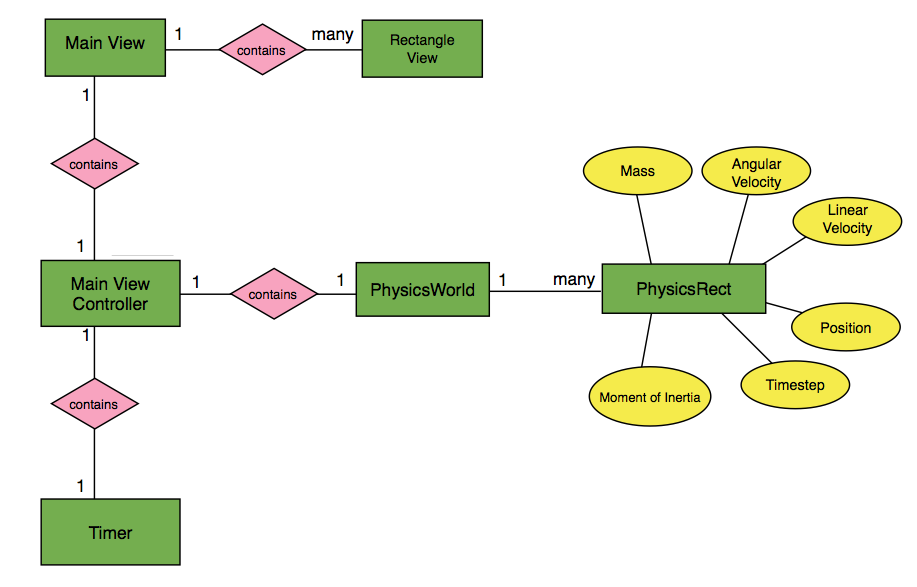 Main View
1
contains
many
Rectangle
View
1
contains
1
Mass
Angular
Velocity
Linear
Velocity
Main View
Controller
1
contains
1
PhysicsWorld
1
many
PhysicsRect
Position
Timestep
Moment of Inertia
1
contains
1
Timer